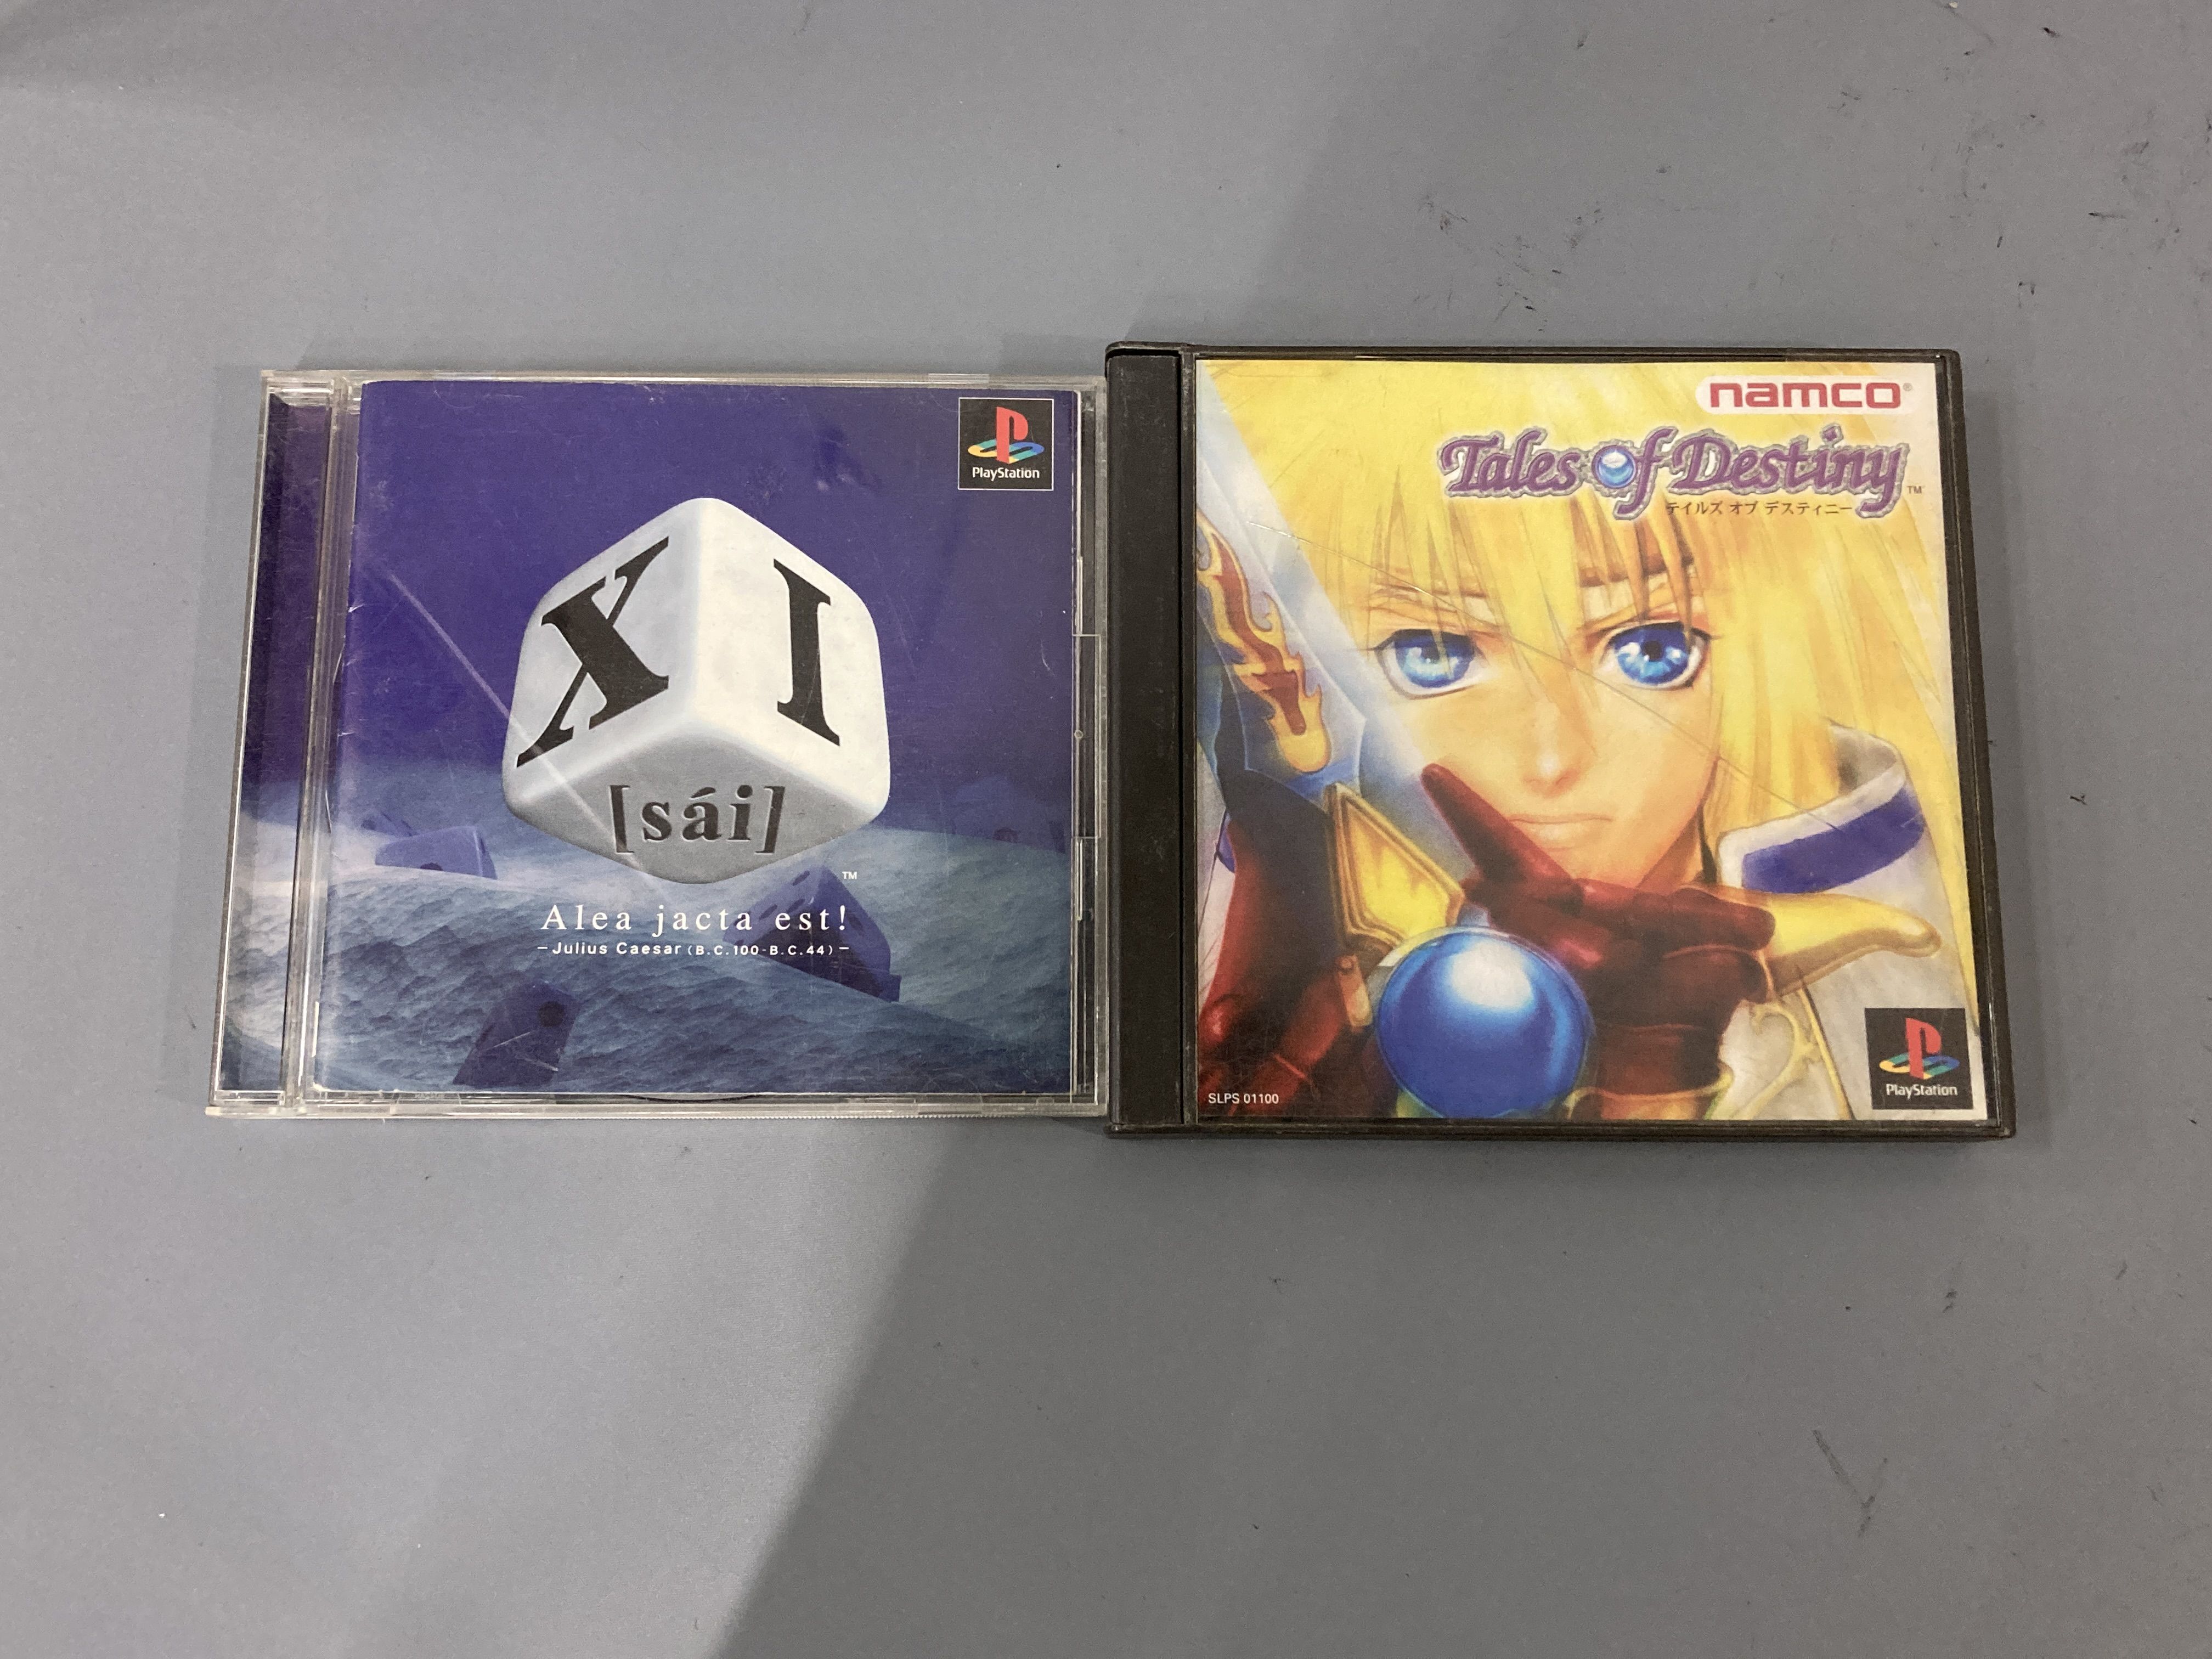 PlayStation
X I
[sái]
TM
Alea jacta est!
–Julius Caesar (B.C.100-B.C.44)–
namco®
Tales of Destiny TM
テイルズ オブ デスティニー
SLPS 01100
PlayStation